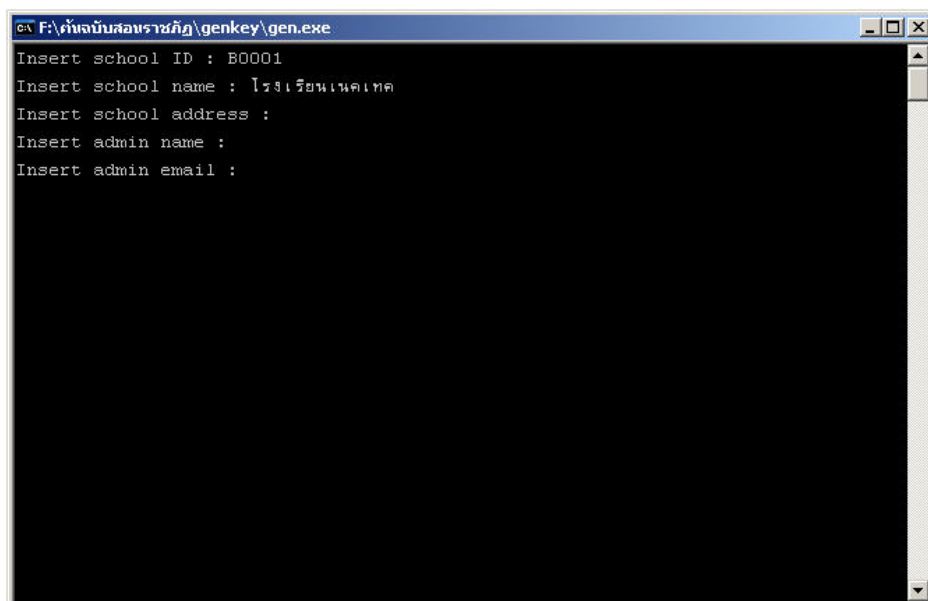 F:\ต้นฉบับสอนราชภัฏ\genkey\gen.exe
Insert school ID : B0001
Insert school name : โรงเรียนเนคเทค
Insert school address :
Insert admin name :
Insert admin email :